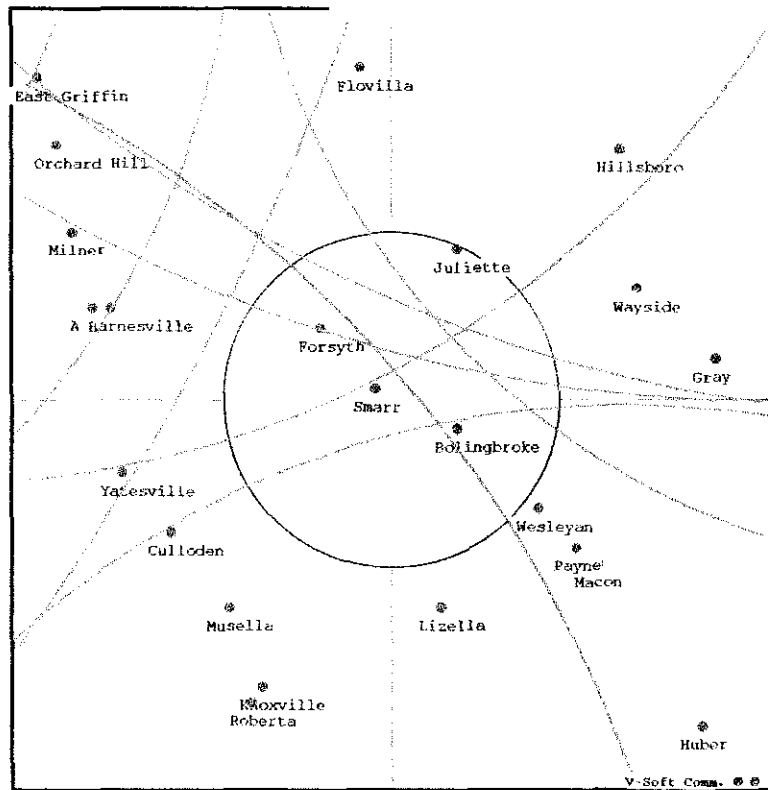 Flovilla
East Griffin
Orchard Hill
Hillsboro
Milner
Juliette
Wayside
A Barnesville
Forsyth
Gray
Smarr
Bolingbroke
Yatesville
Wesleyan
Culloden
Payne
Macon
Musella
Lizella
Knoxville
Roberta
Huber
V-Soft Comm.